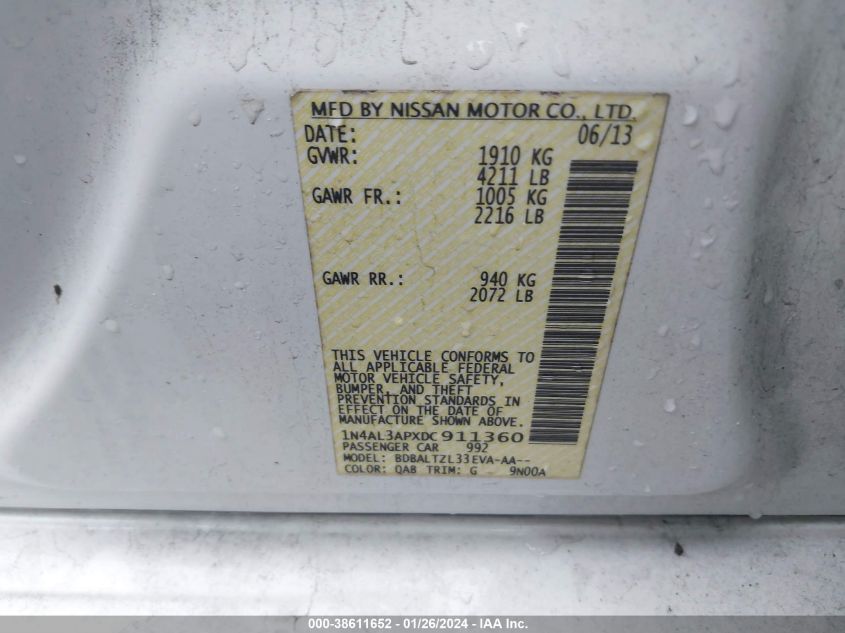 MFD BY NISSAN MOTOR CO., LTD.
DATE: 06/13
GVWR: 1910 KG
4211 LB
GAWR FR.: 1005 KG
2216 LB
GAWR RR.: 940 KG
2072 LB
THIS VEHICLE CONFORMS TO
ALL APPLICABLE FEDERAL
MOTOR VEHICLE SAFETY,
BUMPER, AND THEFT
PREVENTION STANDARDS IN
EFFECT ON THE DATE OF
MANUFACTURE SHOWN ABOVE.
1N4AL3APXDC911360
PASSENGER CAR 992
MODEL: BDBALTZL33EVA-AA--
COLOR: QAB TRIM: G - 9N00A
000-38611652 - 01/26/2024 - IAA Inc.